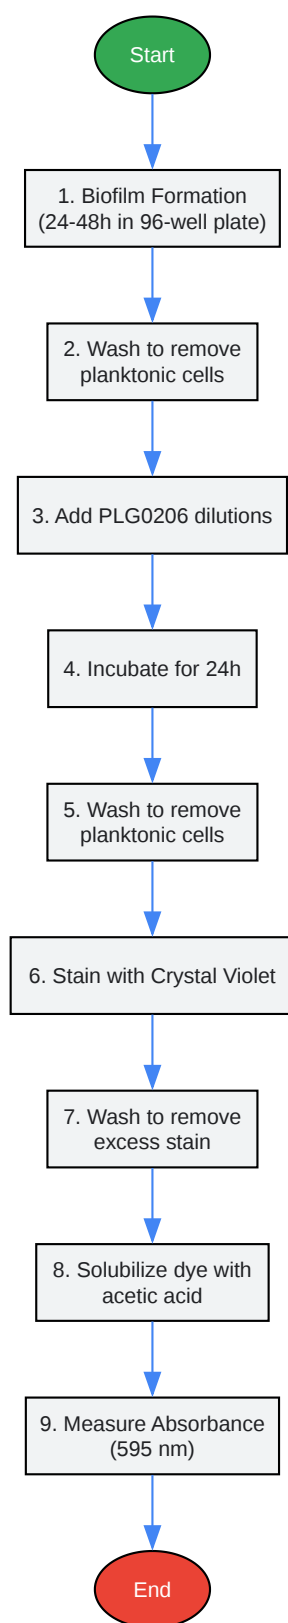 Start
1. Biofilm Formation
(24-48h in 96-well plate)
2. Wash to remove
planktonic cells
3. Add PLG0206 dilutions
4. Incubate for 24h
5. Wash to remove
planktonic cells
6. Stain with Crystal Violet
7. Wash to remove
excess stain
8. Solubilize dye with
acetic acid
9. Measure Absorbance
(595 nm)
End